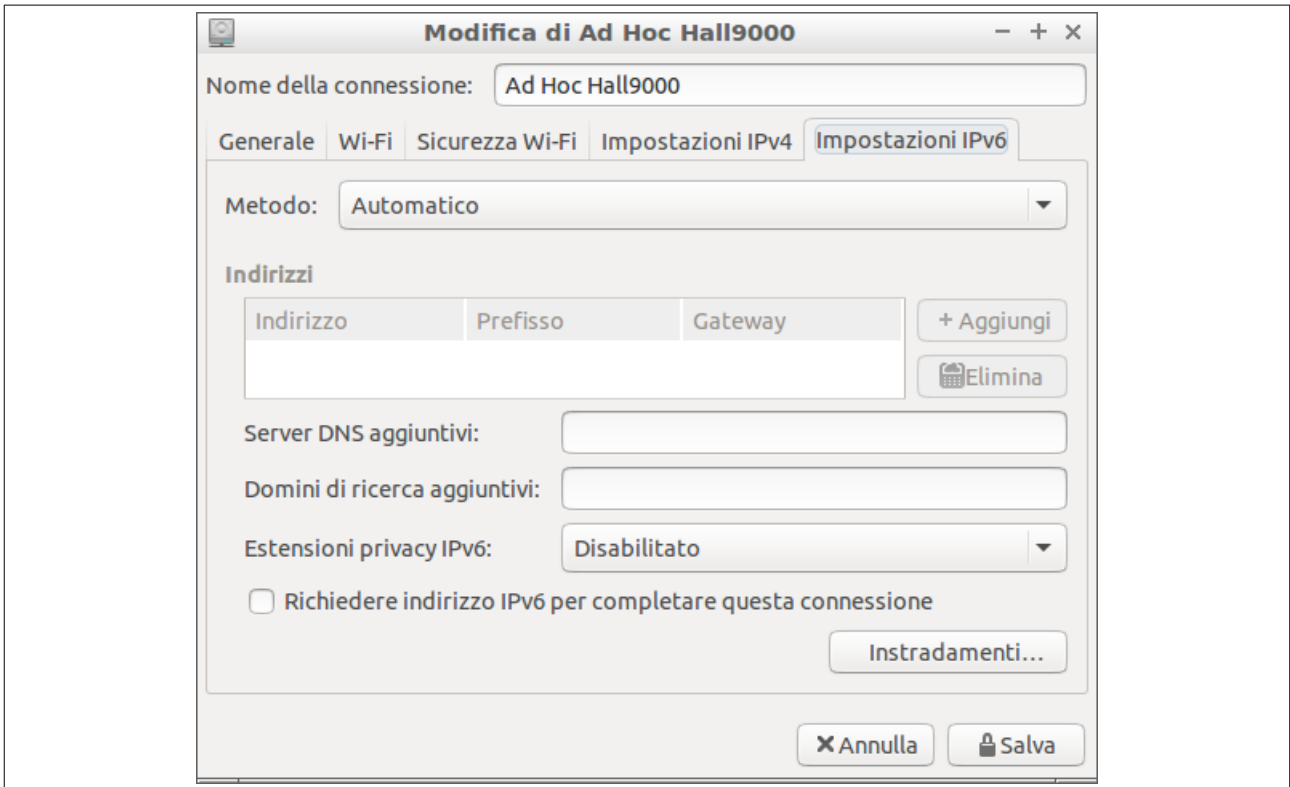 Modifica di Ad Hoc Hall9000
Nome della connessione: Ad Hoc Hall9000
Generale Wi-Fi Sicurezza Wi-Fi Impostazioni IPv4 Impostazioni IPv6
Metodo: Automatico
Indirizzi
Indirizzo Prefisso Gateway + Aggiungi
Elimina
Server DNS aggiuntivi:
Domini di ricerca aggiuntivi:
Estensioni privacy IPv6: Disabilitato
Richiedere indirizzo IPv6 per completare questa connessione
Instradamenti...
Annulla Salva